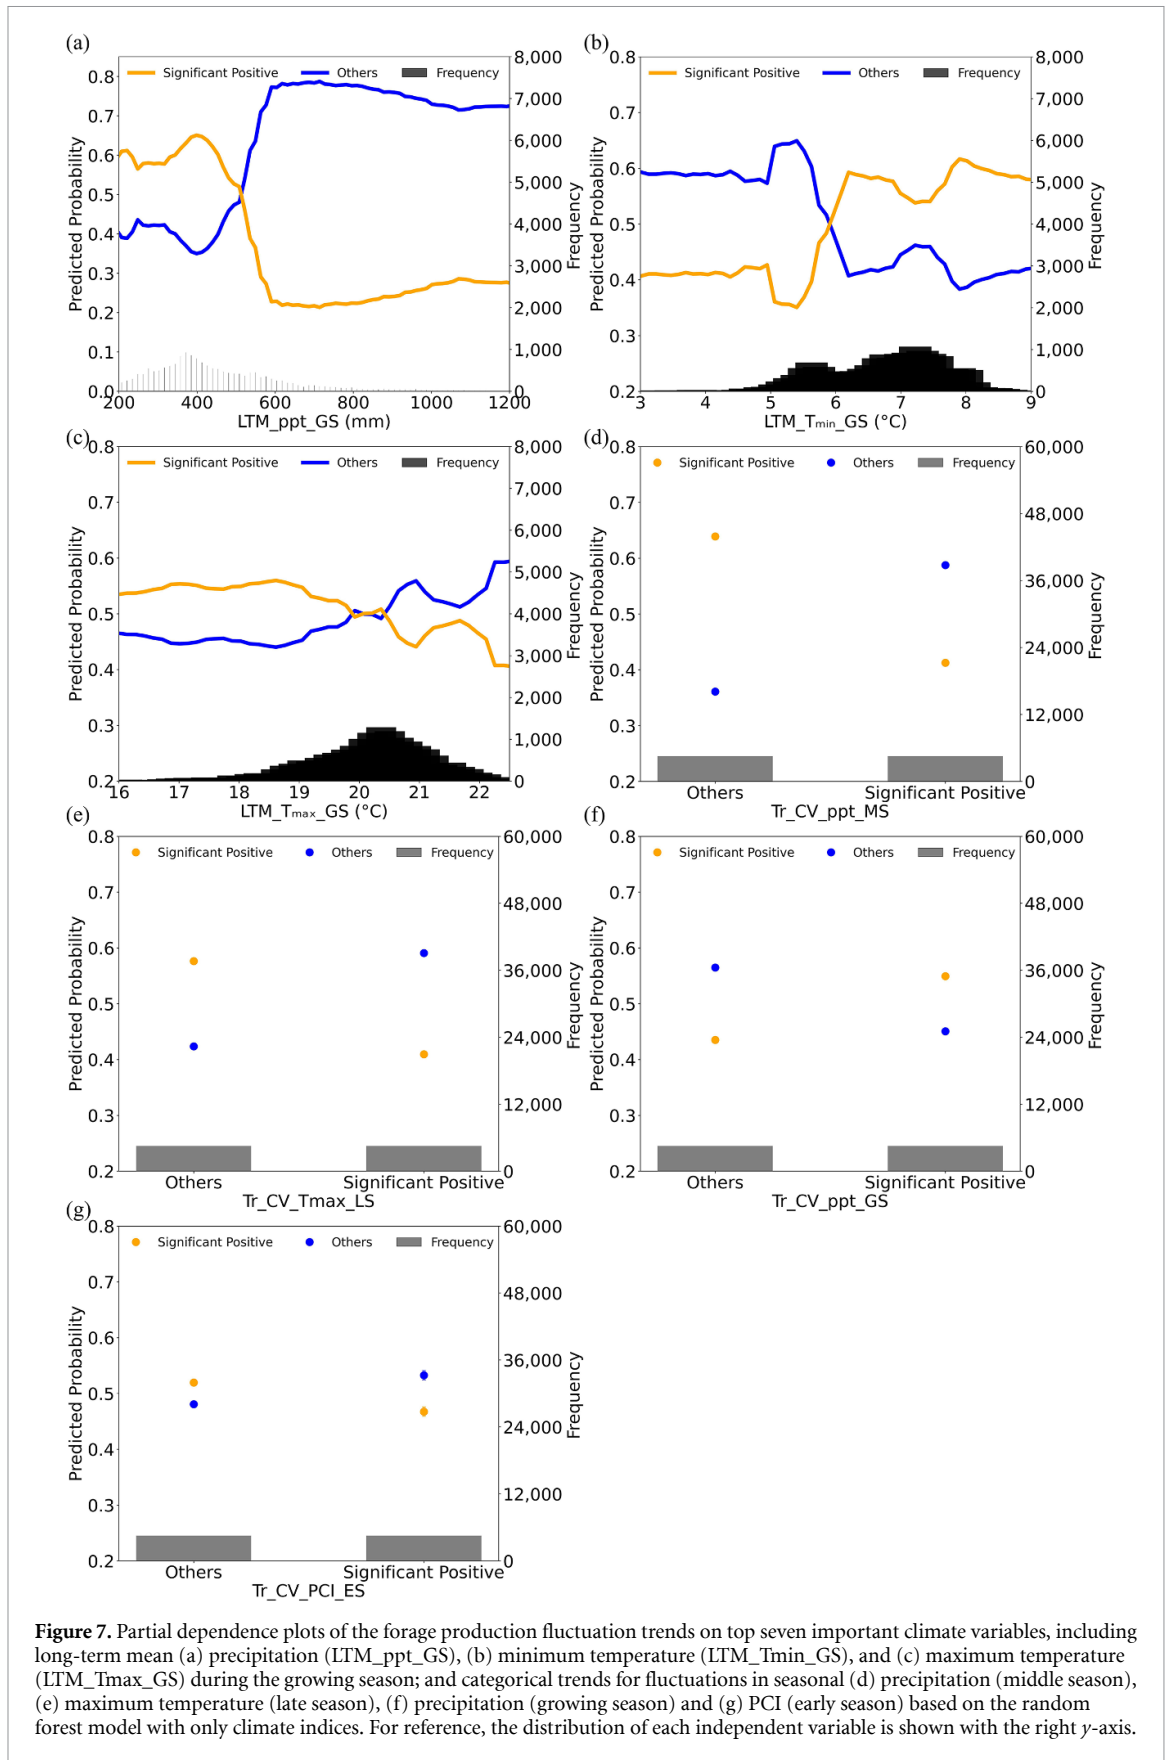 (a)
Significant Positive Others Frequency
Predicted Probability
0.8
0.7
0.6
0.5
0.4
0.3
0.2
0.1
0.0
8,000
7,000
6,000
5,000
4,000
3,000
2,000
1,000
0
Frequency
200 400 600 800 1000 1200
LTM_ppt_GS (mm)
(b)
Significant Positive Others Frequency
Predicted Probability
0.8
0.7
0.6
0.5
0.4
0.3
0.2
8,000
7,000
6,000
5,000
4,000
3,000
2,000
1,000
0
Frequency
3 4 5 6 7 8 9
LTM_Tₘᵢₙ_GS (°C)
(c)
Significant Positive Others Frequency
Predicted Probability
0.8
0.7
0.6
0.5
0.4
0.3
0.2
8,000
7,000
6,000
5,000
4,000
3,000
2,000
1,000
0
Frequency
16 17 18 19 20 21 22
LTM_Tₘₐₓ_GS (°C)
(d)
Significant Positive Others Frequency
Predicted Probability
0.8
0.7
0.6
0.5
0.4
0.3
0.2
60,000
48,000
36,000
24,000
12,000
0
Frequency
Others Significant Positive
Tr_CV_ppt_MS
(e)
Significant Positive Others Frequency
Predicted Probability
0.8
0.7
0.6
0.5
0.4
0.3
0.2
60,000
48,000
36,000
24,000
12,000
0
Frequency
Others Significant Positive
Tr_CV_Tmax_LS
(f)
Significant Positive Others Frequency
Predicted Probability
0.8
0.7
0.6
0.5
0.4
0.3
0.2
60,000
48,000
36,000
24,000
12,000
0
Frequency
Others Significant Positive
Tr_CV_ppt_GS
(g)
Significant Positive Others Frequency
Predicted Probability
0.8
0.7
0.6
0.5
0.4
0.3
0.2
60,000
48,000
36,000
24,000
12,000
0
Frequency
Others Significant Positive
Tr_CV_PCI_ES
Figure 7. Partial dependence plots of the forage production fluctuation trends on top seven important climate variables, including
long-term mean (a) precipitation (LTM_ppt_GS), (b) minimum temperature (LTM_Tmin_GS), and (c) maximum temperature
(LTM_Tmax_GS) during the growing season; and categorical trends for fluctuations in seasonal (d) precipitation (middle season),
(e) maximum temperature (late season), (f) precipitation (growing season) and (g) PCI (early season) based on the random
forest model with only climate indices. For reference, the distribution of each independent variable is shown with the right y-axis.